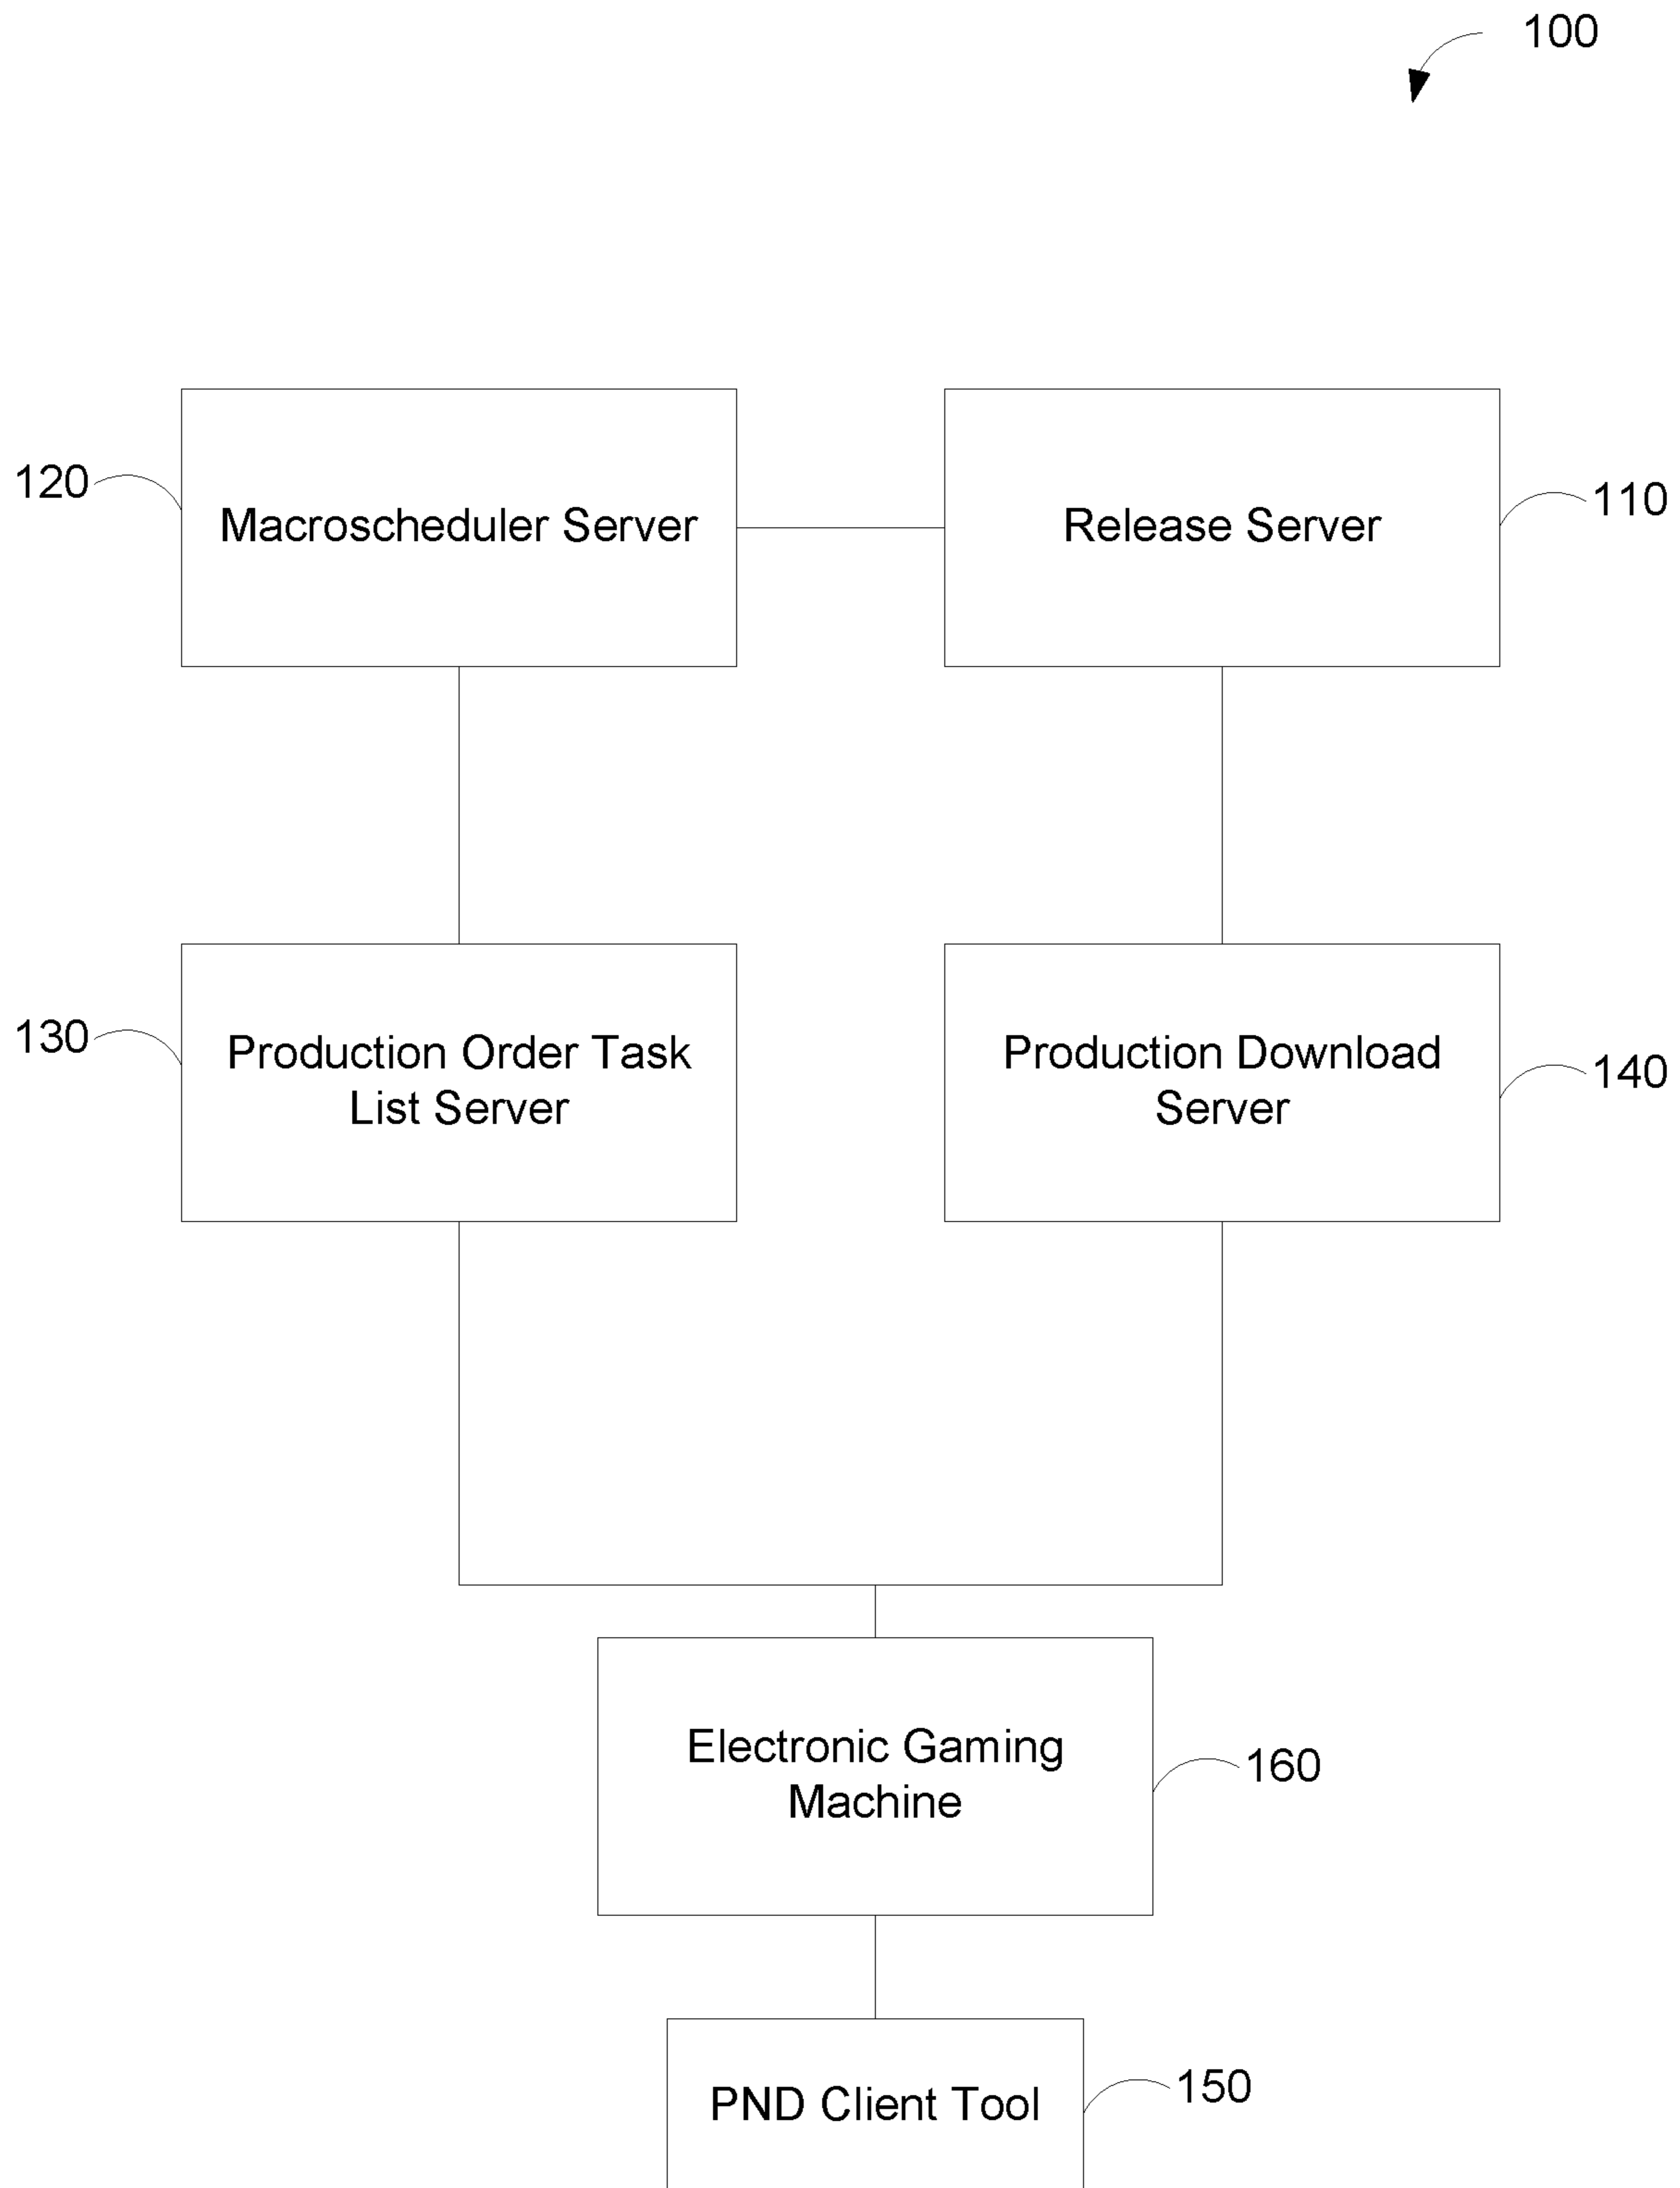 100
120
Macroscheduler Server
Release Server
110
130
Production Order Task
List Server
Production Download
Server
140
Electronic Gaming
Machine
160
PND Client Tool
150